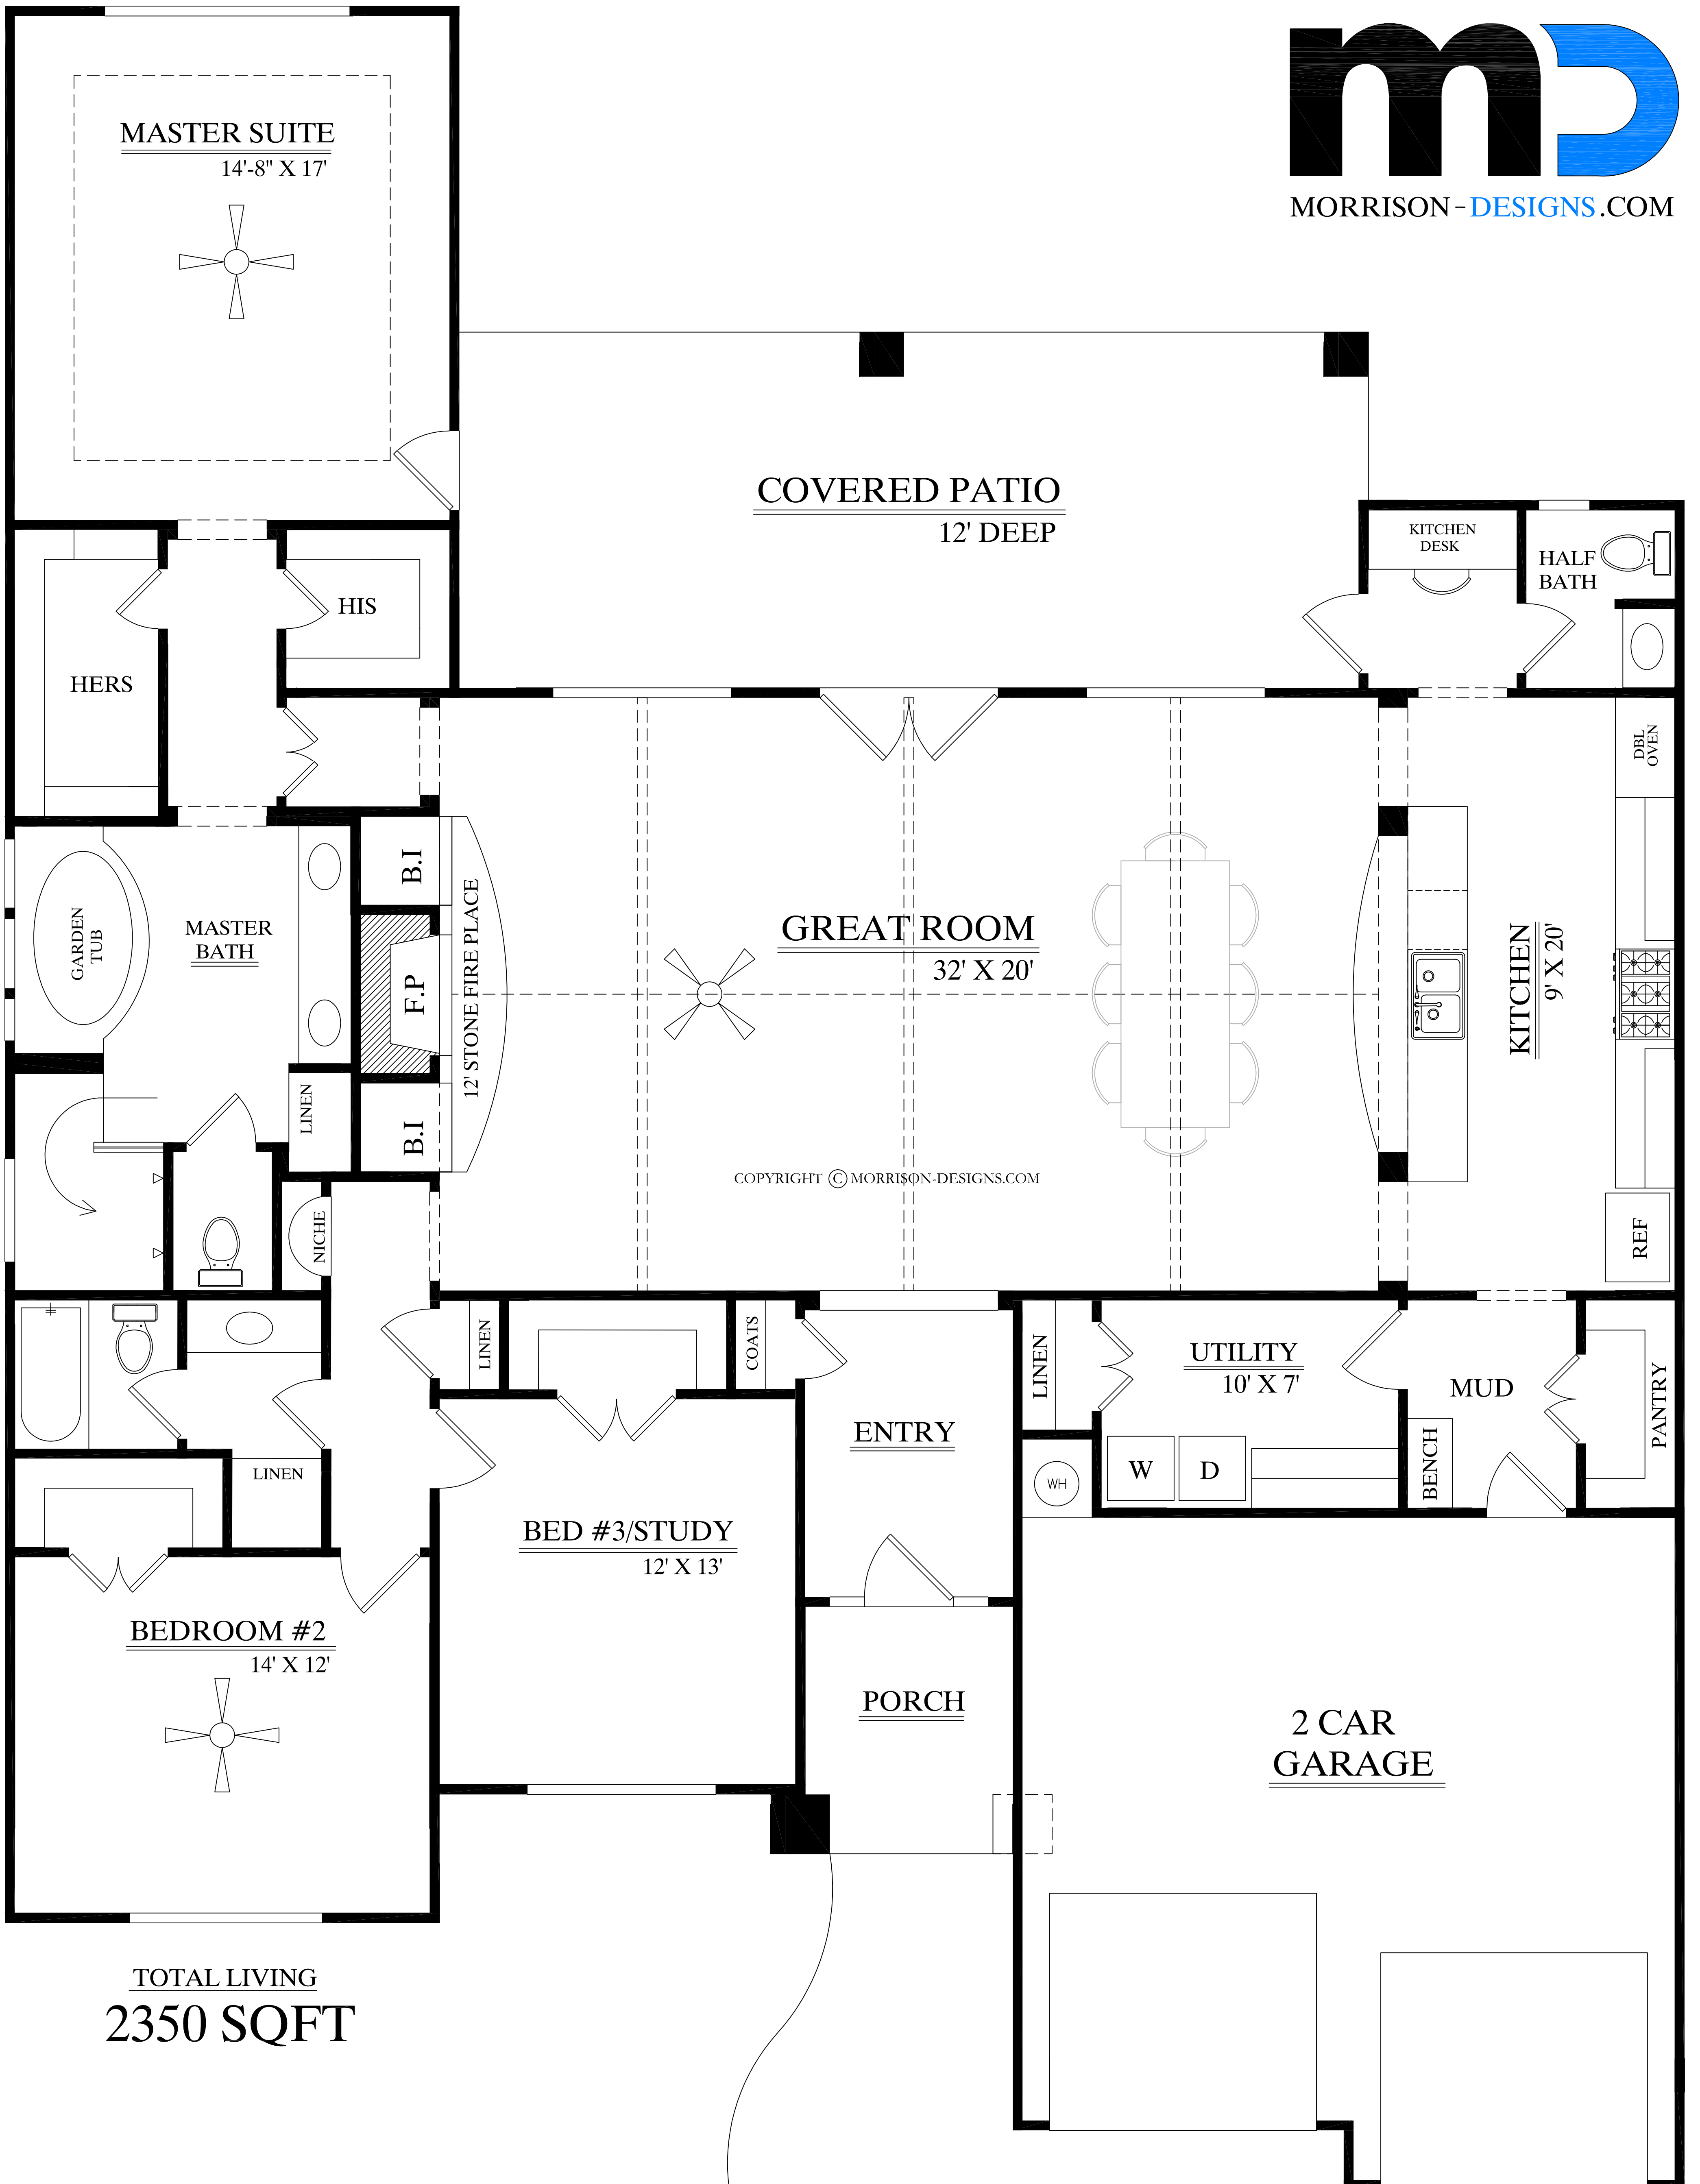 MASTER SUITE
14'-8" X 17'
MORRISON-DESIGNS.COM
COVERED PATIO
12' DEEP
KITCHEN
DESK
HALF
BATH
HIS
HERS
DBL
OVEN
B.I
GARDEN
TUB
MASTER
BATH
F.P
12' STONE FIRE PLACE
GREAT ROOM
32' X 20'
KITCHEN
9' X 20'
LINEN
B.I
COPYRIGHT © MORRISON-DESIGNS.COM
NICHE
REF
LINEN
COATS
LINEN
UTILITY
10' X 7'
MUD
PANTRY
ENTRY
W
D
BENCH
WH
LINEN
BED #3/STUDY
12' X 13'
BEDROOM #2
14' X 12'
PORCH
2 CAR
GARAGE
TOTAL LIVING
2350 SQFT